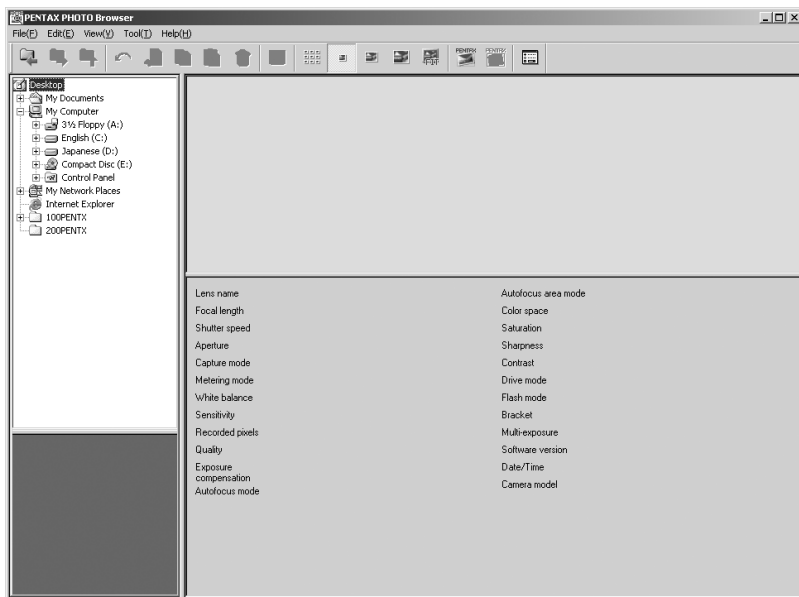 PENTAX PHOTO Browser
File(F) Edit(E) View(V) Tool(T) Help(H)
PENTAX PENTAX
Desktop
My Documents
My Computer
3½ Floppy (A:)
English (C:)
Japanese (D:)
Compact Disc (E:)
Control Panel
My Network Places
Internet Explorer
100PENTX
200PENTX
Lens name
Focal length
Shutter speed
Aperture
Capture mode
Metering mode
White balance
Sensitivity
Recorded pixels
Quality
Exposure
compensation
Autofocus mode
Autofocus area mode
Color space
Saturation
Sharpness
Contrast
Drive mode
Flash mode
Bracket
Multi-exposure
Software version
Date/Time
Camera model